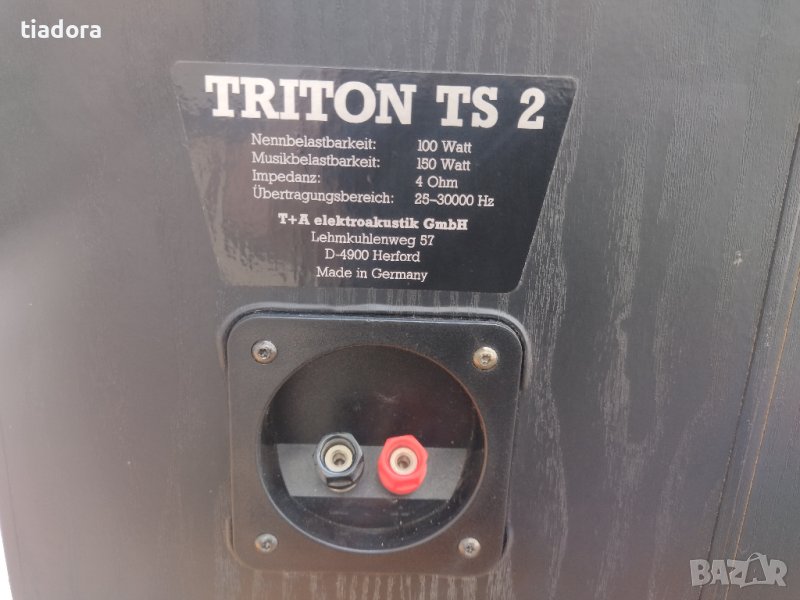 tiadora
TRITON TS 2
Nennbelastbarkeit: 100 Watt
Musikbelastbarkeit: 150 Watt
Impedanz: 4 Ohm
Übertragungsbereich: 25–30000 Hz
T+A elektroakustik GmbH
Lehmkuhlenweg 57
D-4900 Herford
Made in Germany
BAZAR